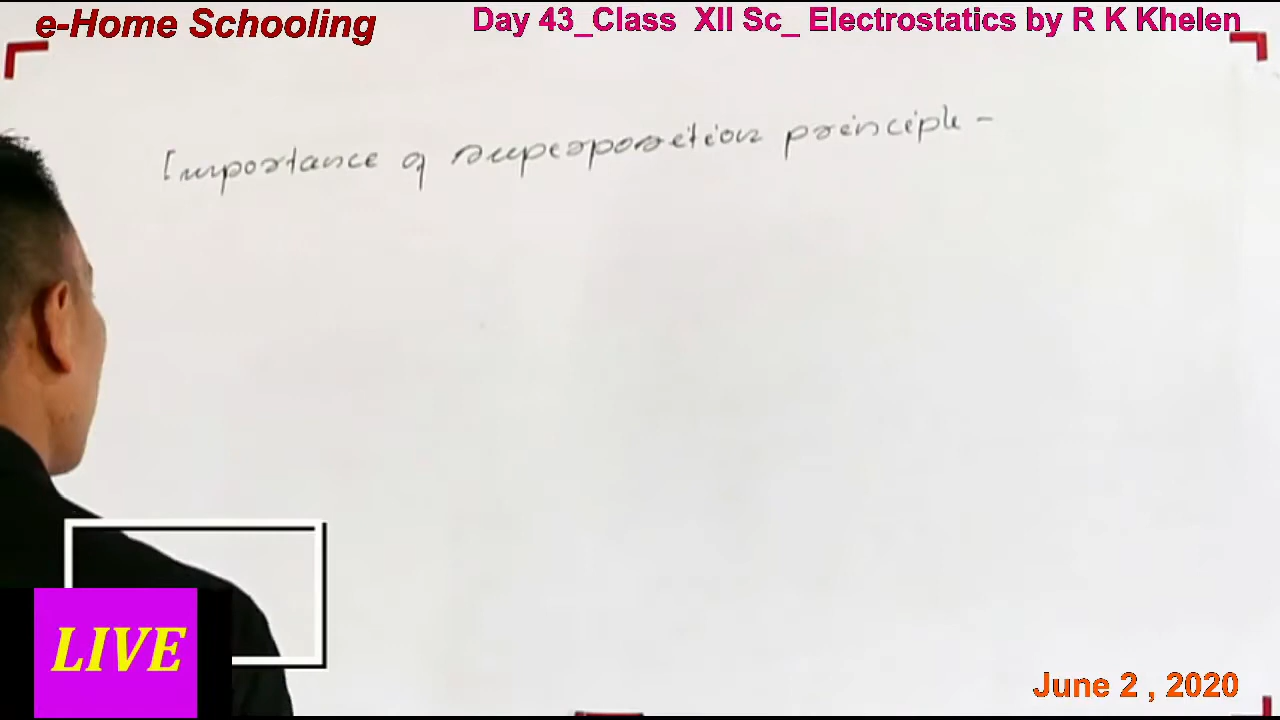 e-Home Schooling
Day 43_Class XII Sc_ Electrostatics by R K Khelen
Importance of superposition principle -
LIVE
June 2 , 2020